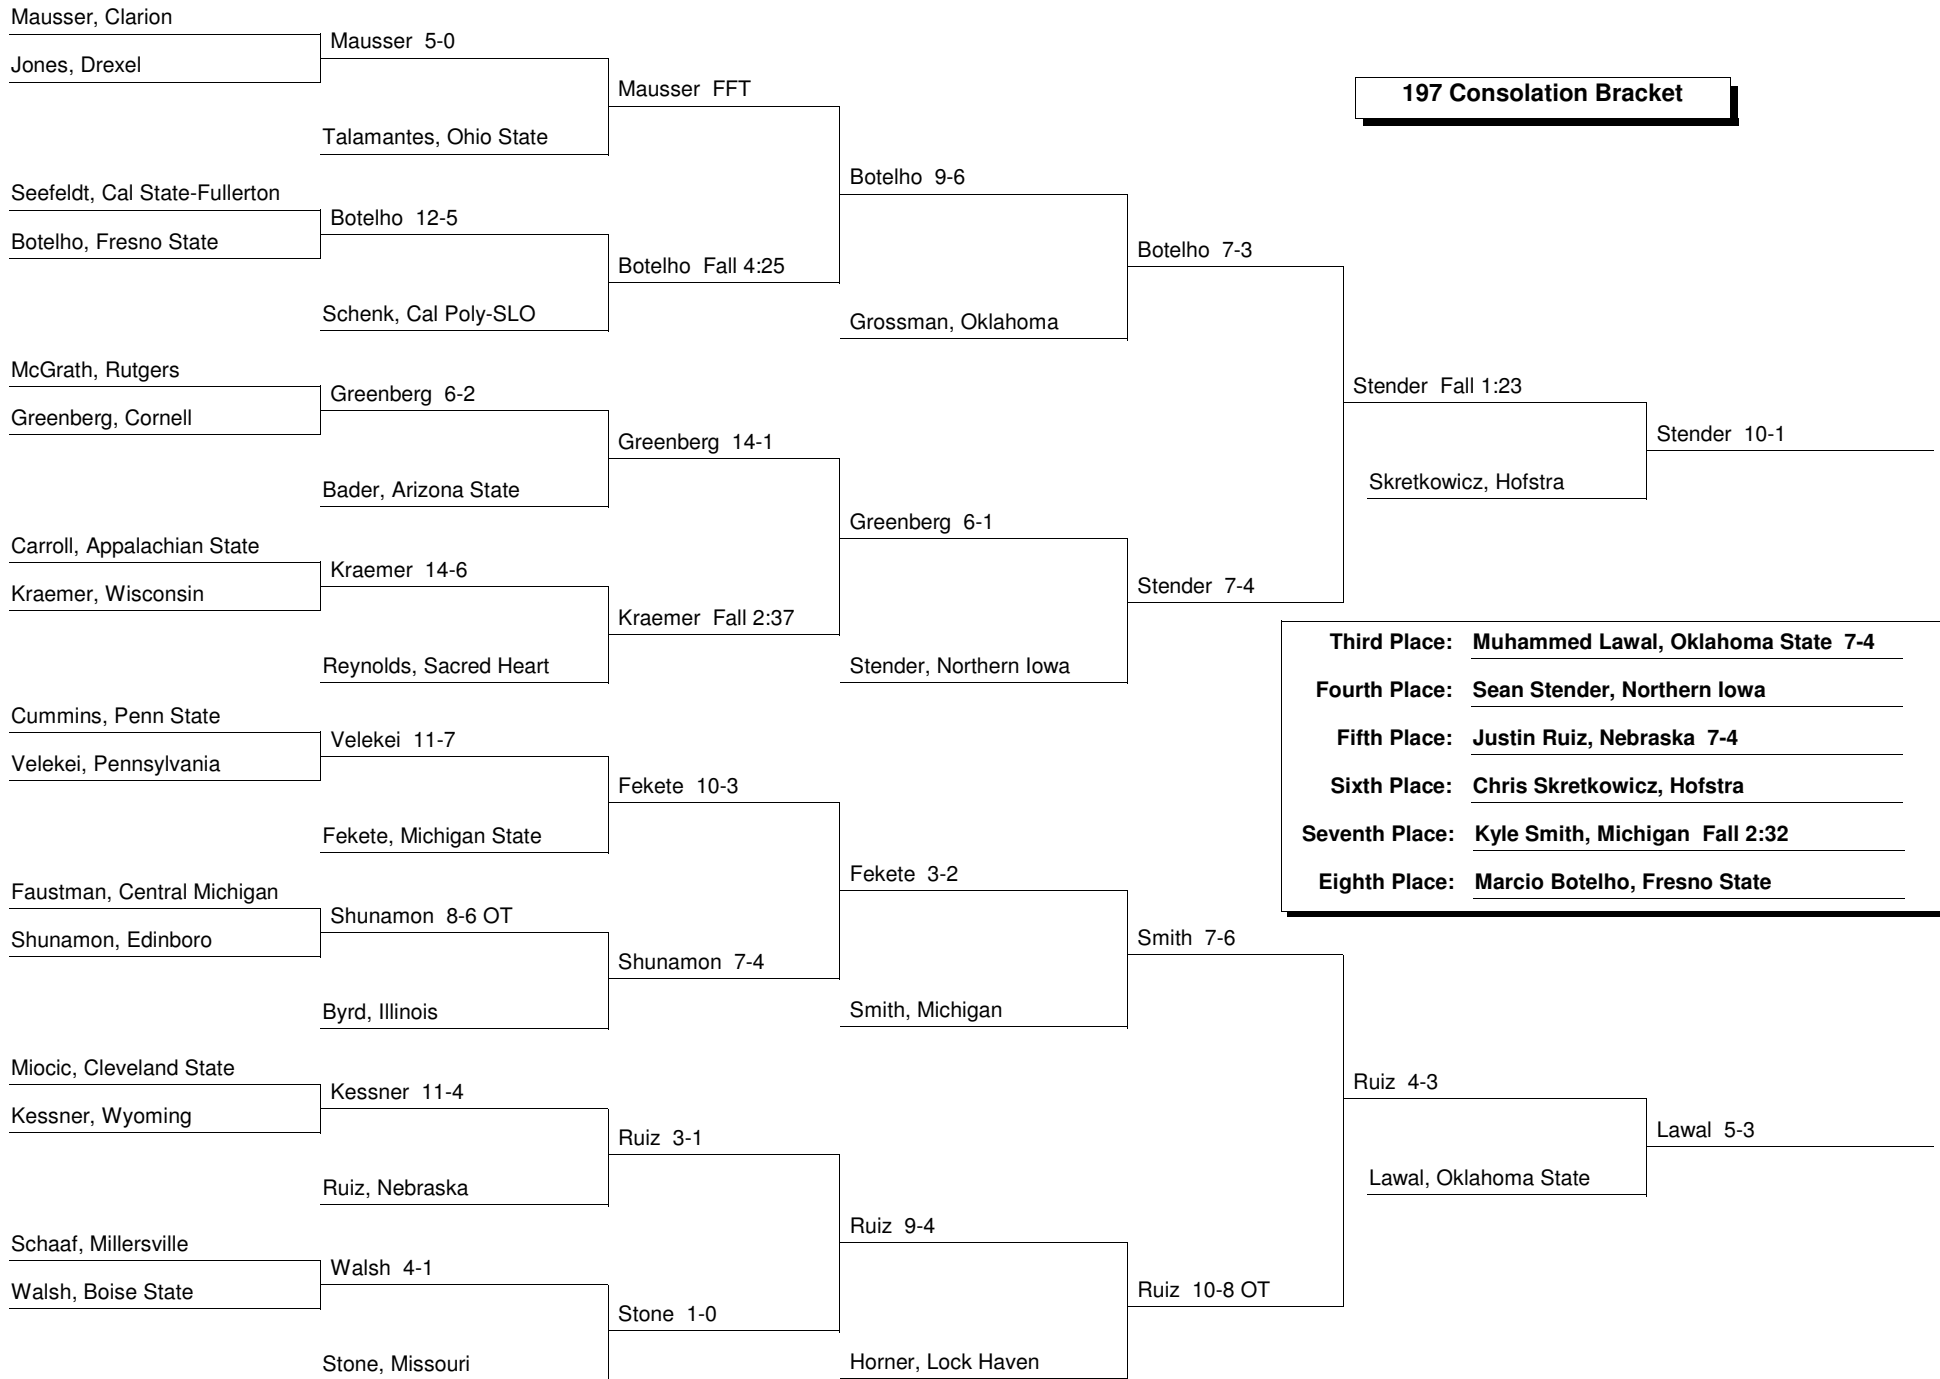 Mausser, Clarion
Jones, Drexel
Mausser 5-0
Talamantes, Ohio State
Mausser FFT
Seefeldt, Cal State-Fullerton
Botelho, Fresno State
Botelho 12-5
Schenk, Cal Poly-SLO
Botelho Fall 4:25
Botelho 9-6
Grossman, Oklahoma
Botelho 7-3
McGrath, Rutgers
Greenberg, Cornell
Greenberg 6-2
Bader, Arizona State
Greenberg 14-1
Carroll, Appalachian State
Kraemer, Wisconsin
Kraemer 14-6
Reynolds, Sacred Heart
Kraemer Fall 2:37
Greenberg 6-1
Stender, Northern Iowa
Stender 7-4
Stender Fall 1:23
Skretkowicz, Hofstra
Stender 10-1
Cummins, Penn State
Velekei, Pennsylvania
Velekei 11-7
Fekete, Michigan State
Fekete 10-3
Faustman, Central Michigan
Shunamon, Edinboro
Shunamon 8-6 OT
Byrd, Illinois
Shunamon 7-4
Fekete 3-2
Smith, Michigan
Smith 7-6
Miocic, Cleveland State
Kessner, Wyoming
Kessner 11-4
Ruiz, Nebraska
Ruiz 3-1
Schaaf, Millersville
Walsh, Boise State
Walsh 4-1
Stone, Missouri
Stone 1-0
Ruiz 9-4
Horner, Lock Haven
Ruiz 10-8 OT
Ruiz 4-3
Lawal, Oklahoma State
Lawal 5-3
197 Consolation Bracket
Third Place: Muhammed Lawal, Oklahoma State 7-4
Fourth Place: Sean Stender, Northern Iowa
Fifth Place: Justin Ruiz, Nebraska 7-4
Sixth Place: Chris Skretkowicz, Hofstra
Seventh Place: Kyle Smith, Michigan Fall 2:32
Eighth Place: Marcio Botelho, Fresno State